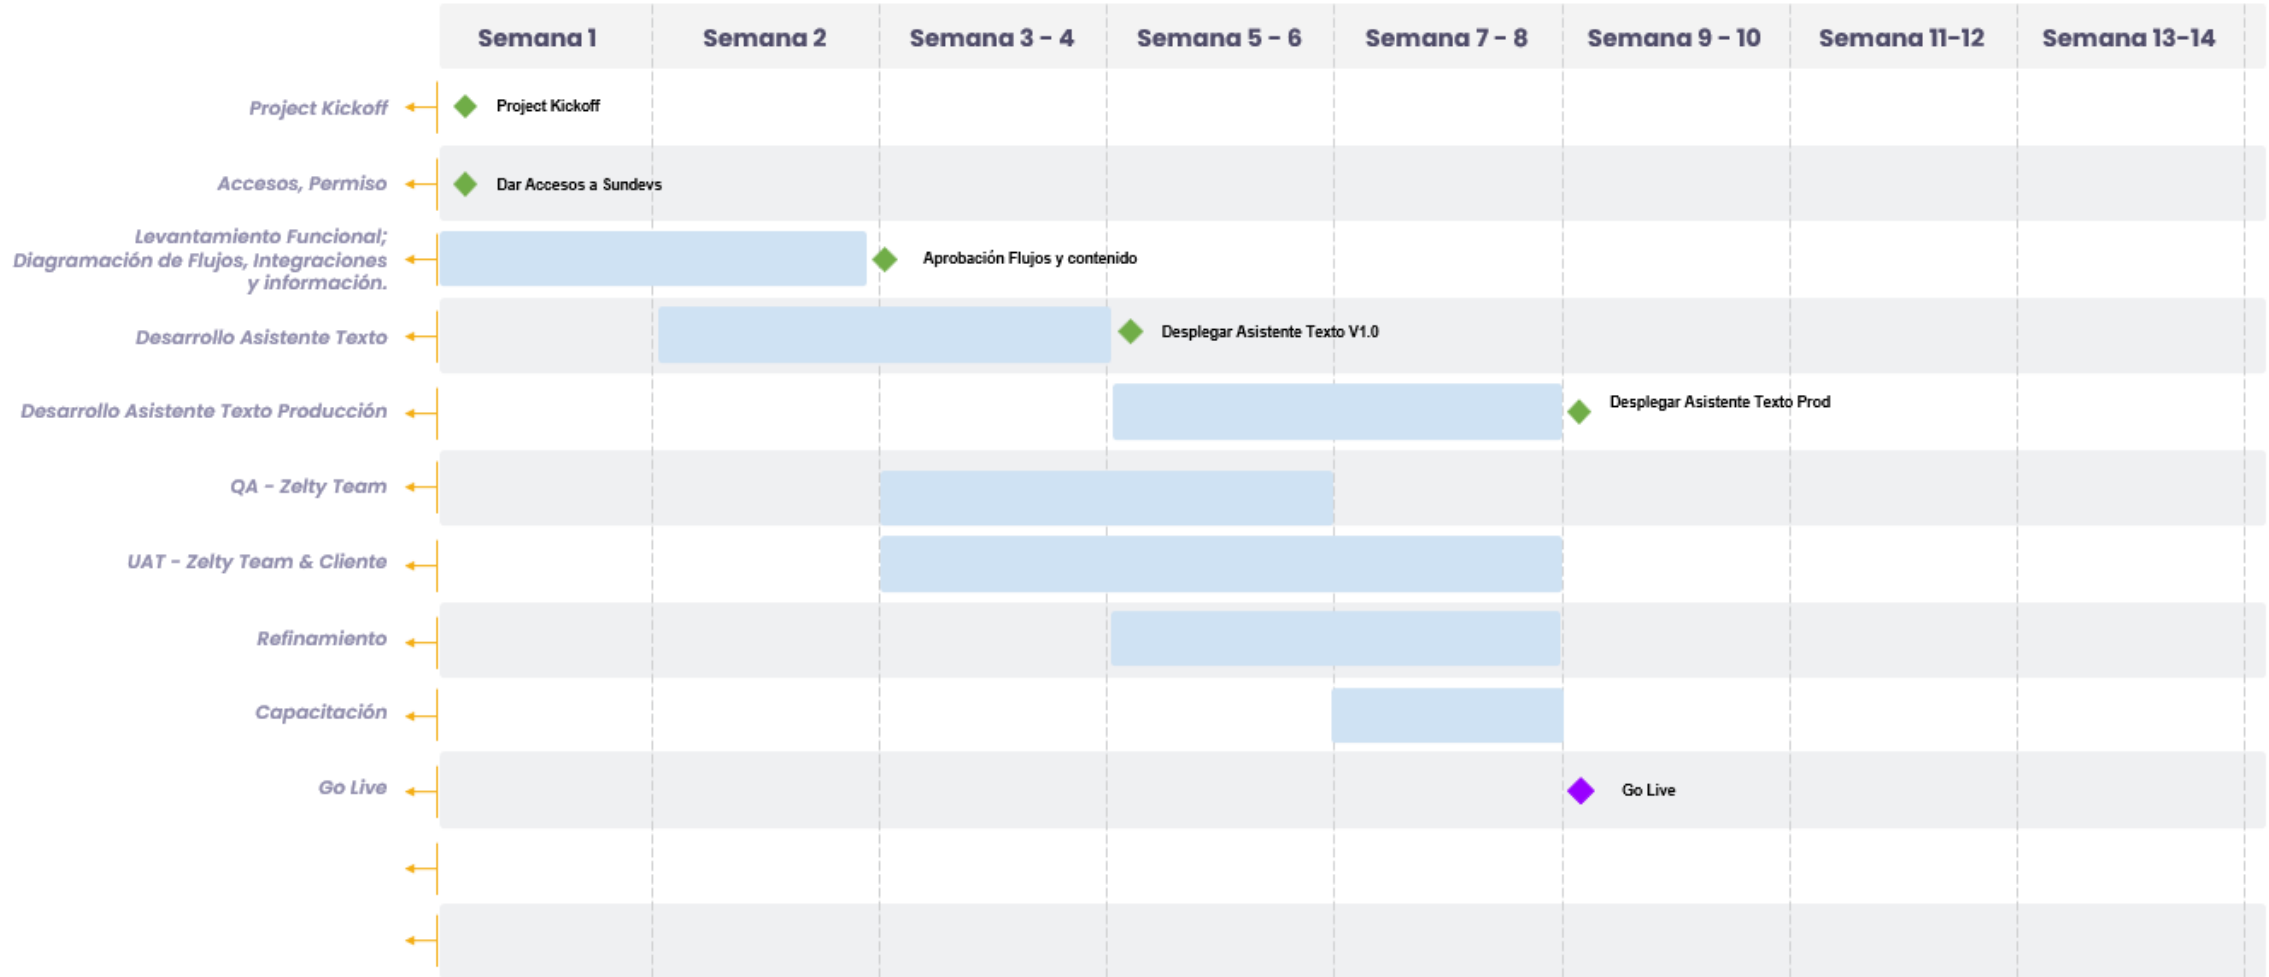 Semana 1
Semana 2
Semana 3 - 4
Semana 5 - 6
Semana 7 - 8
Semana 9 - 10
Semana 11-12
Semana 13-14
Project Kickoff
Project Kickoff
Accesos, Permiso
Dar Accesos a Sundevs
Levantamiento Funcional;
Diagramación de Flujos, Integraciones
y información.
Aprobación Flujos y contenido
Desarrollo Asistente Texto
Desplegar Asistente Texto V1.0
Desarrollo Asistente Texto Producción
Desplegar Asistente Texto Prod
QA - Zelty Team
UAT - Zelty Team & Cliente
Refinamiento
Capacitación
Go Live
Go Live